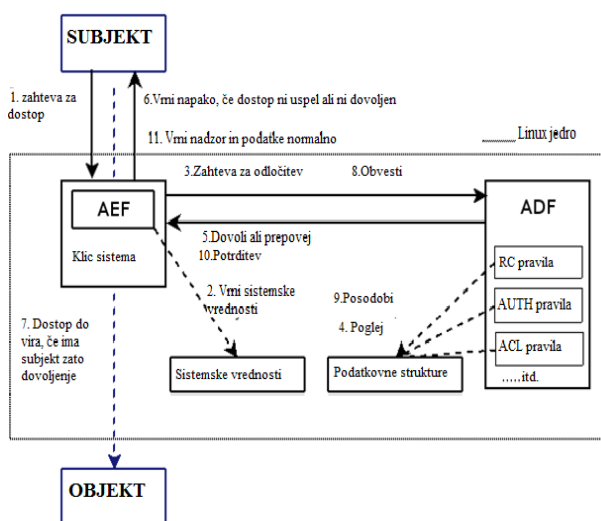 SUBJEKT
1. zahteva za
dostop
6.Vrni napako, če dostop ni uspel ali ni dovoljen
11. Vrni nadzor in podatke normalno
Linux jedro
3.Zahteva za odločitev
8.Obvesti
AEF
Klic sistema
ADF
5.Dovoli ali prepovej
10.Potrditev
RC pravila
2. Vrni sistemske
vrednosti
9.Posodobi
AUTH pravila
7. Dostop do
vira, če ima
subjekt zato
dovoljenje
4. Poglej
ACL pravila
Sistemske vrednosti
Podatkovne strukture
.....itd.
OBJEKT